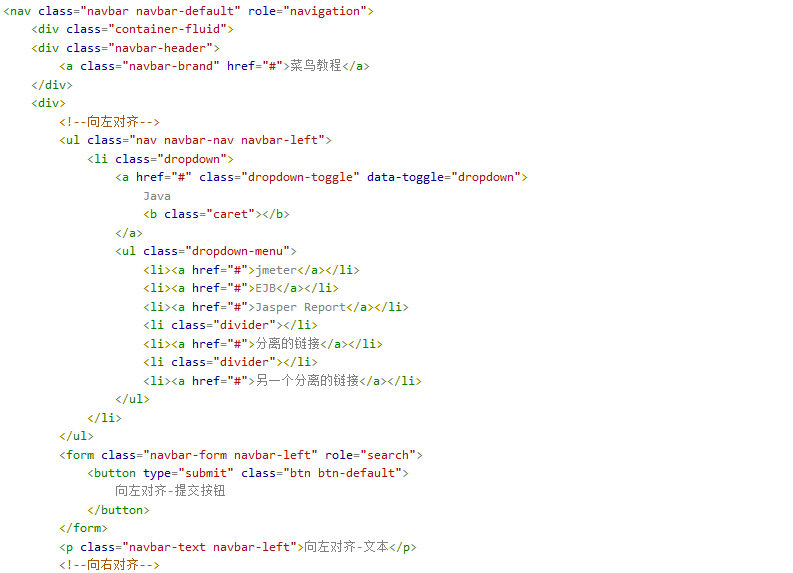 <nav class="navbar navbar-default" role="navigation">
<div class="container-fluid">
<div class="navbar-header">
<a class="navbar-brand" href="#">菜鸟教程</a>
</div>
<div>
<!--向左对齐-->
<ul class="nav navbar-nav navbar-left">
<li class="dropdown">
<a href="#" class="dropdown-toggle" data-toggle="dropdown">
Java
<b class="caret"></b>
</a>
<ul class="dropdown-menu">
<li><a href="#">jmeter</a></li>
<li><a href="#">EJB</a></li>
<li><a href="#">Jasper Report</a></li>
<li class="divider"></li>
<li><a href="#">分离的链接</a></li>
<li class="divider"></li>
<li><a href="#">另一个分离的链接</a></li>
</ul>
</li>
</ul>
<form class="navbar-form navbar-left" role="search">
<button type="submit" class="btn btn-default">
向左对齐-提交按钮
</button>
</form>
<p class="navbar-text navbar-left">向左对齐-文本</p>
<!--向右对齐-->